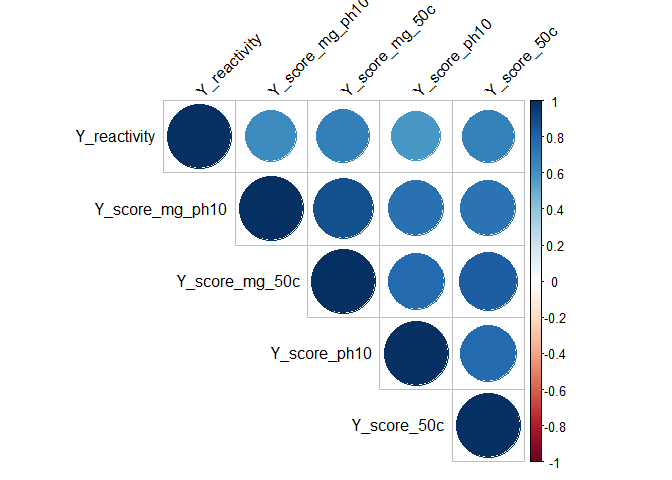 Y_reactivity
Y_score_mg_ph10
Y_score_mg_50c
Y_score_ph10
Y_score_50c
Y_reactivity
Y_score_mg_ph10
Y_score_mg_50c
Y_score_ph10
Y_score_50c
1
0.8
0.6
0.4
0.2
0
-0.2
-0.4
-0.6
-0.8
-1